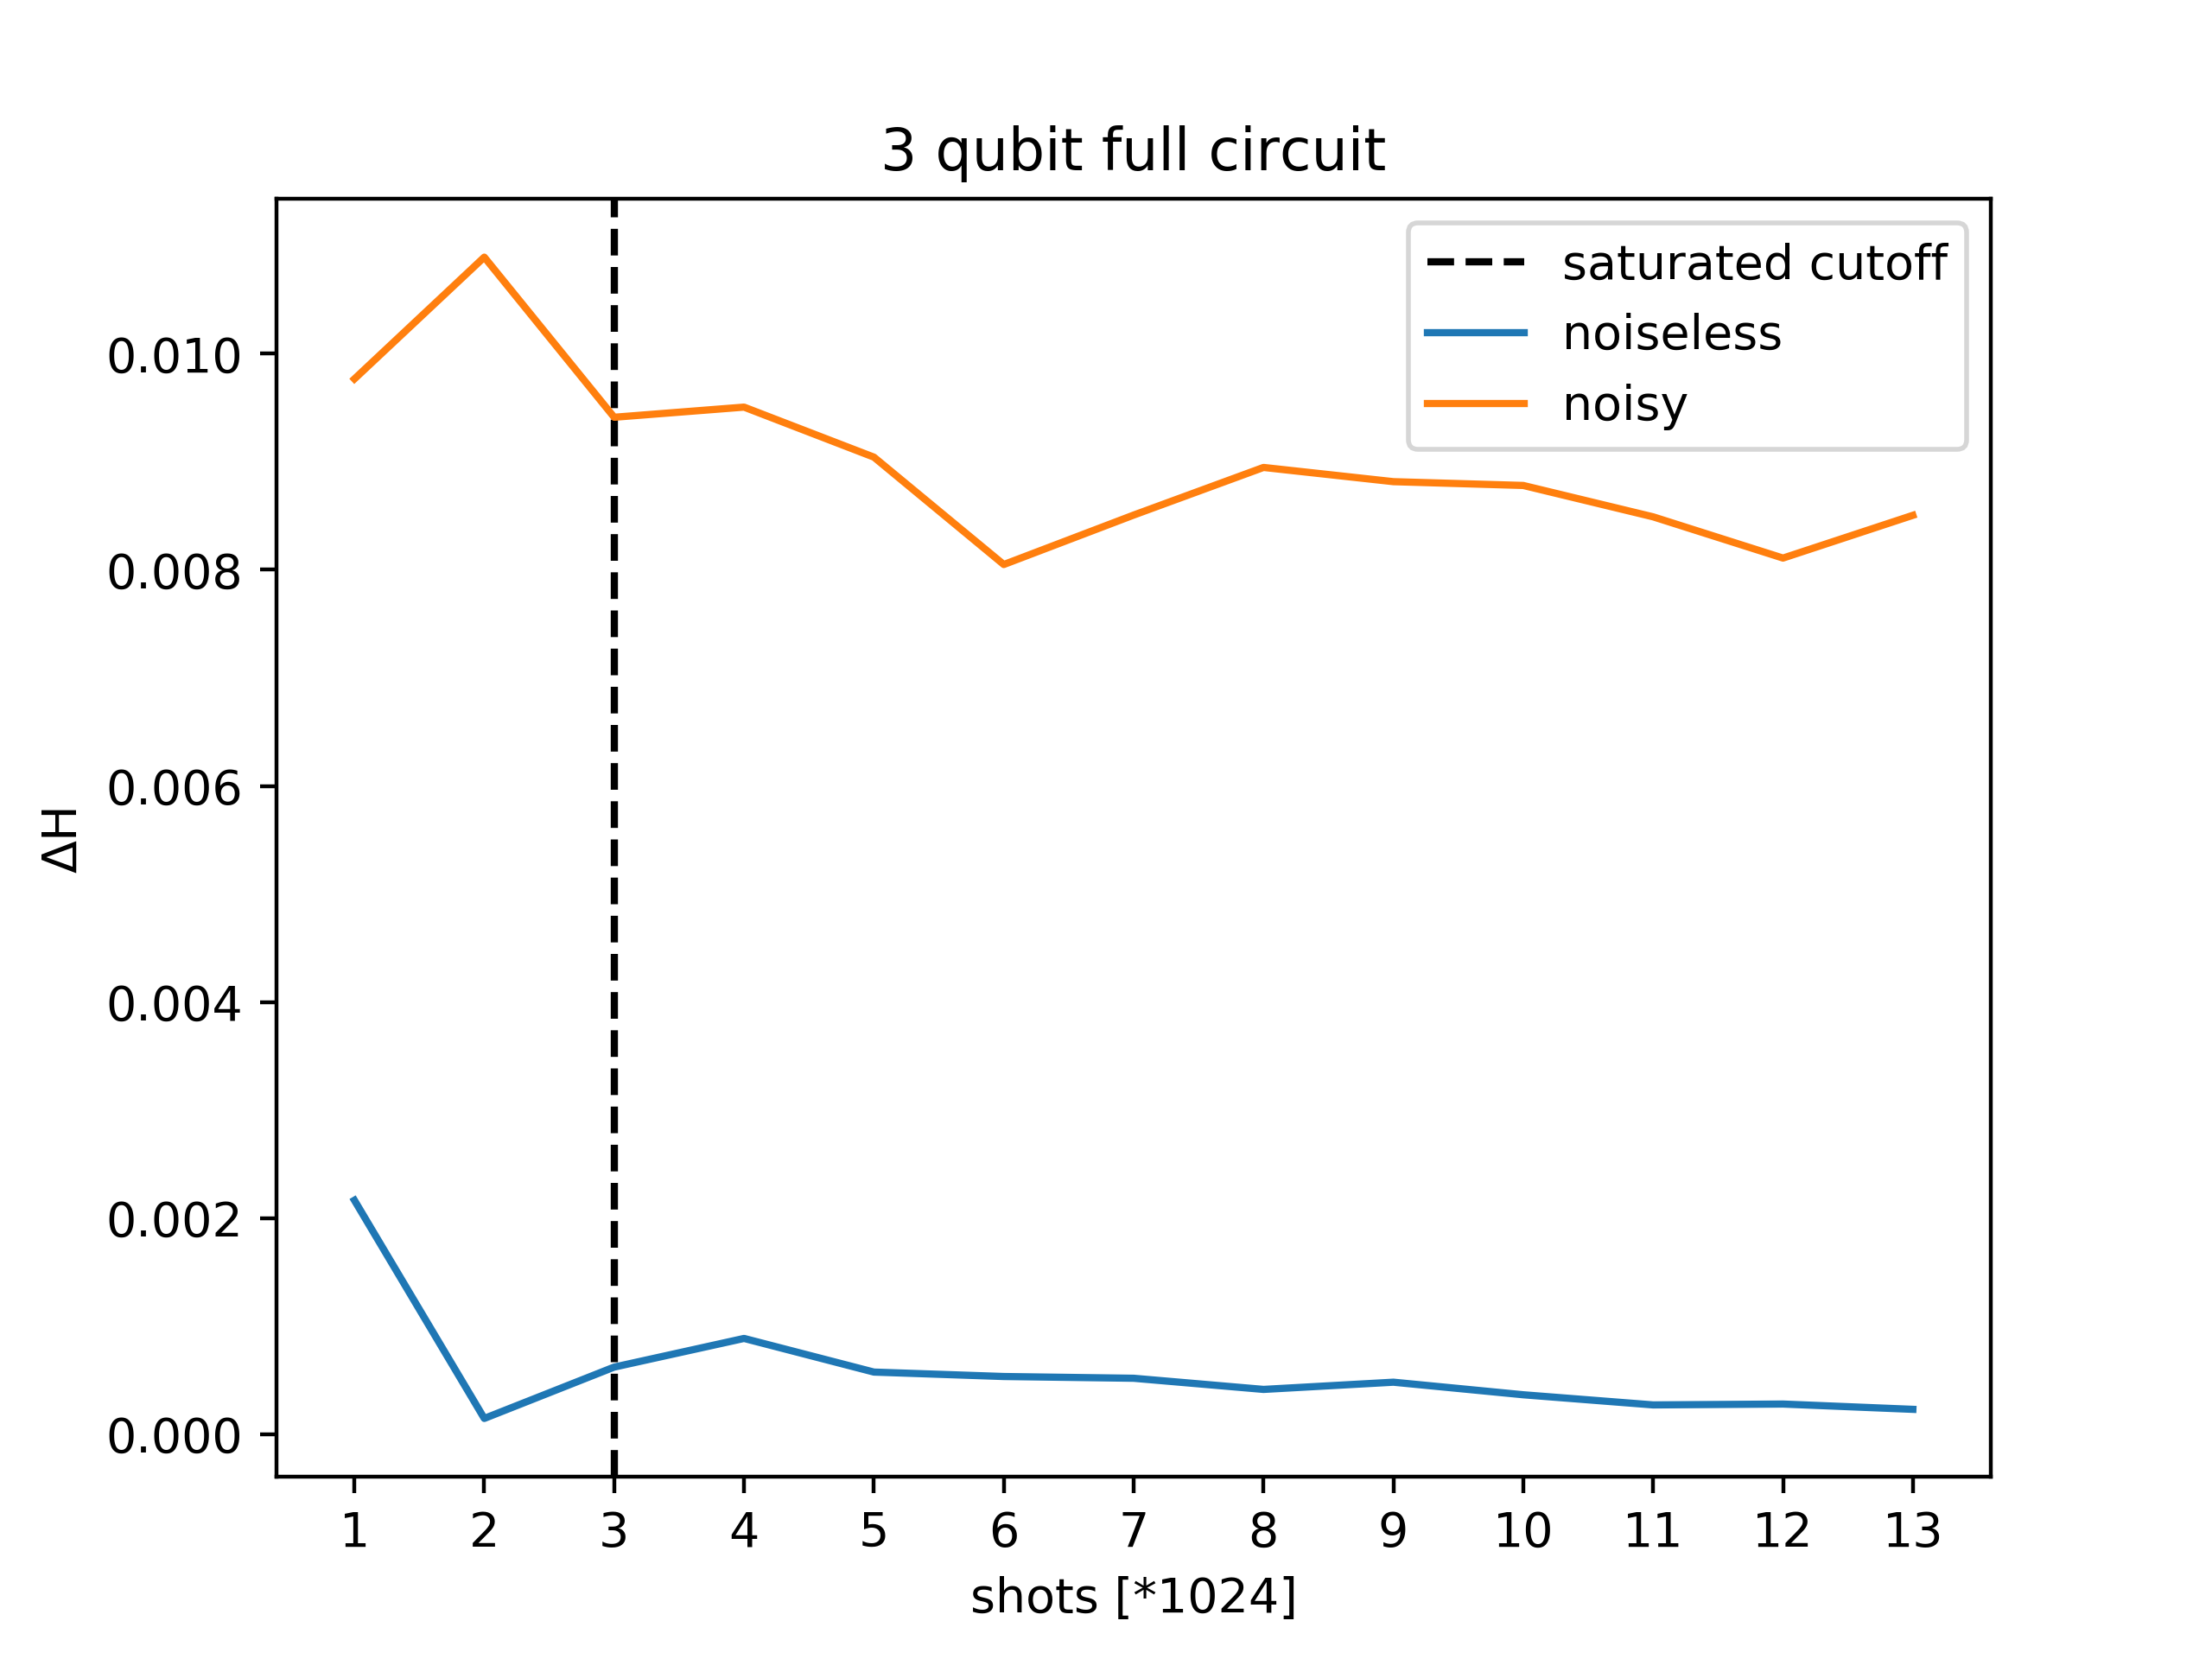 3 qubit full circuit
saturated cutoff
noiseless
noisy
0.010
0.008
0.006
0.004
0.002
0.000
ΔH
1 2 3 4 5 6 7 8 9 10 11 12 13
shots [*1024]